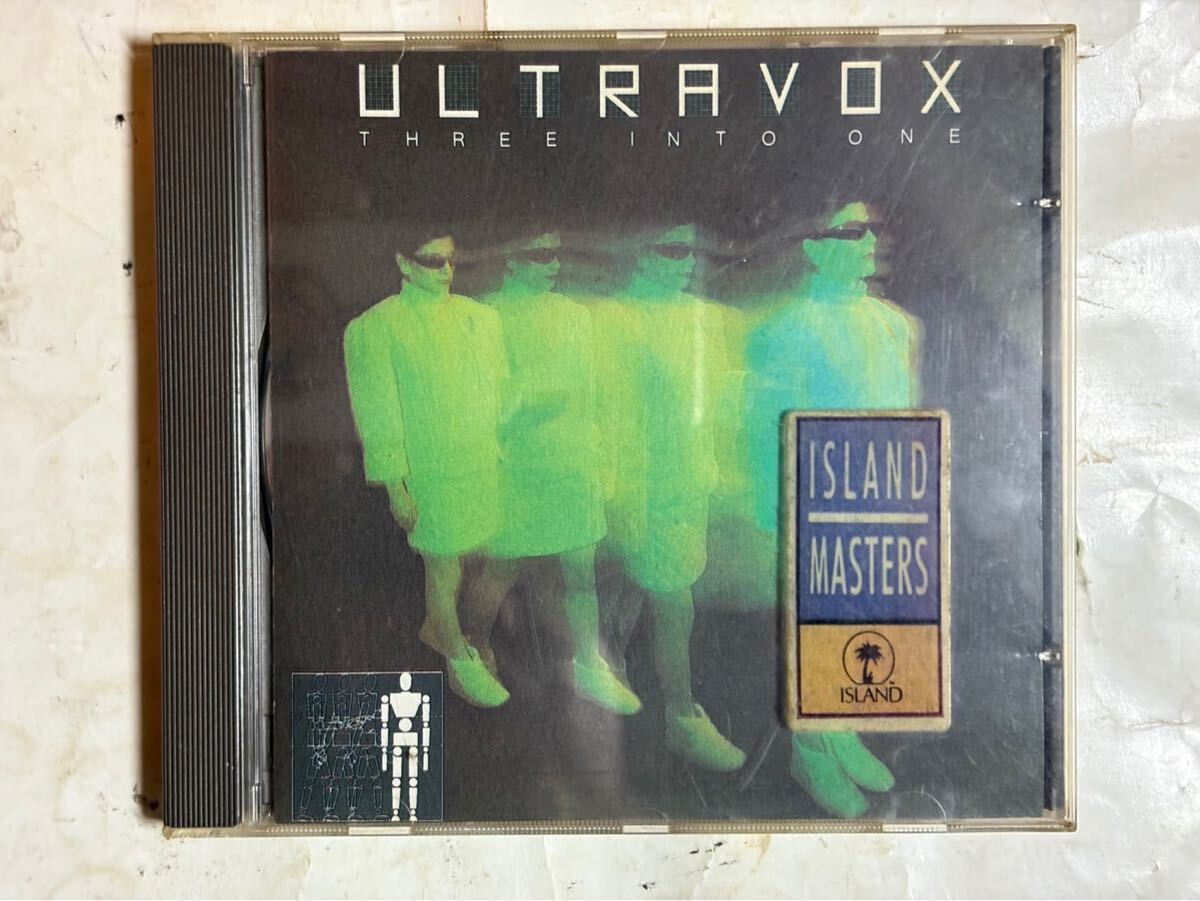 ULTRAVOX
THREE INTO ONE
ISLAND
MASTERS
ISLAND